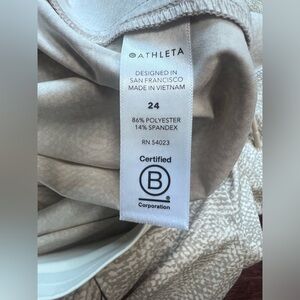 ATHLETA
DESIGNED IN
SAN FRANCISCO
MADE IN VIETNAM
24
86% POLYESTER
14% SPANDEX
RN 54023
Certified
B
Corporation